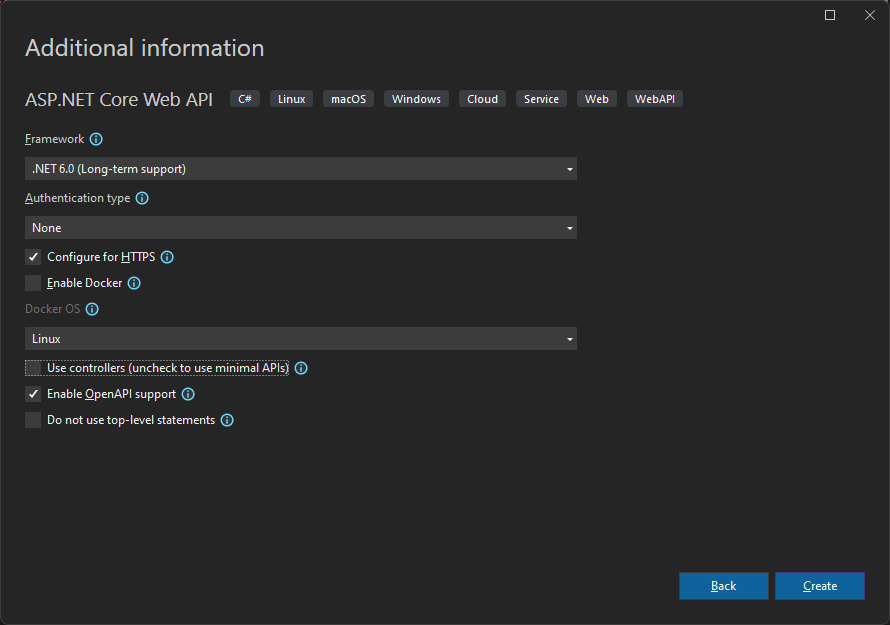 Additional information
ASP.NET Core Web API C# Linux macOS Windows Cloud Service Web WebAPI
Framework
.NET 6.0 (Long-term support)
Authentication type
None
Configure for HTTPS
Enable Docker
Docker OS
Linux
Use controllers (uncheck to use minimal APIs)
Enable OpenAPI support
Do not use top-level statements
Back Create